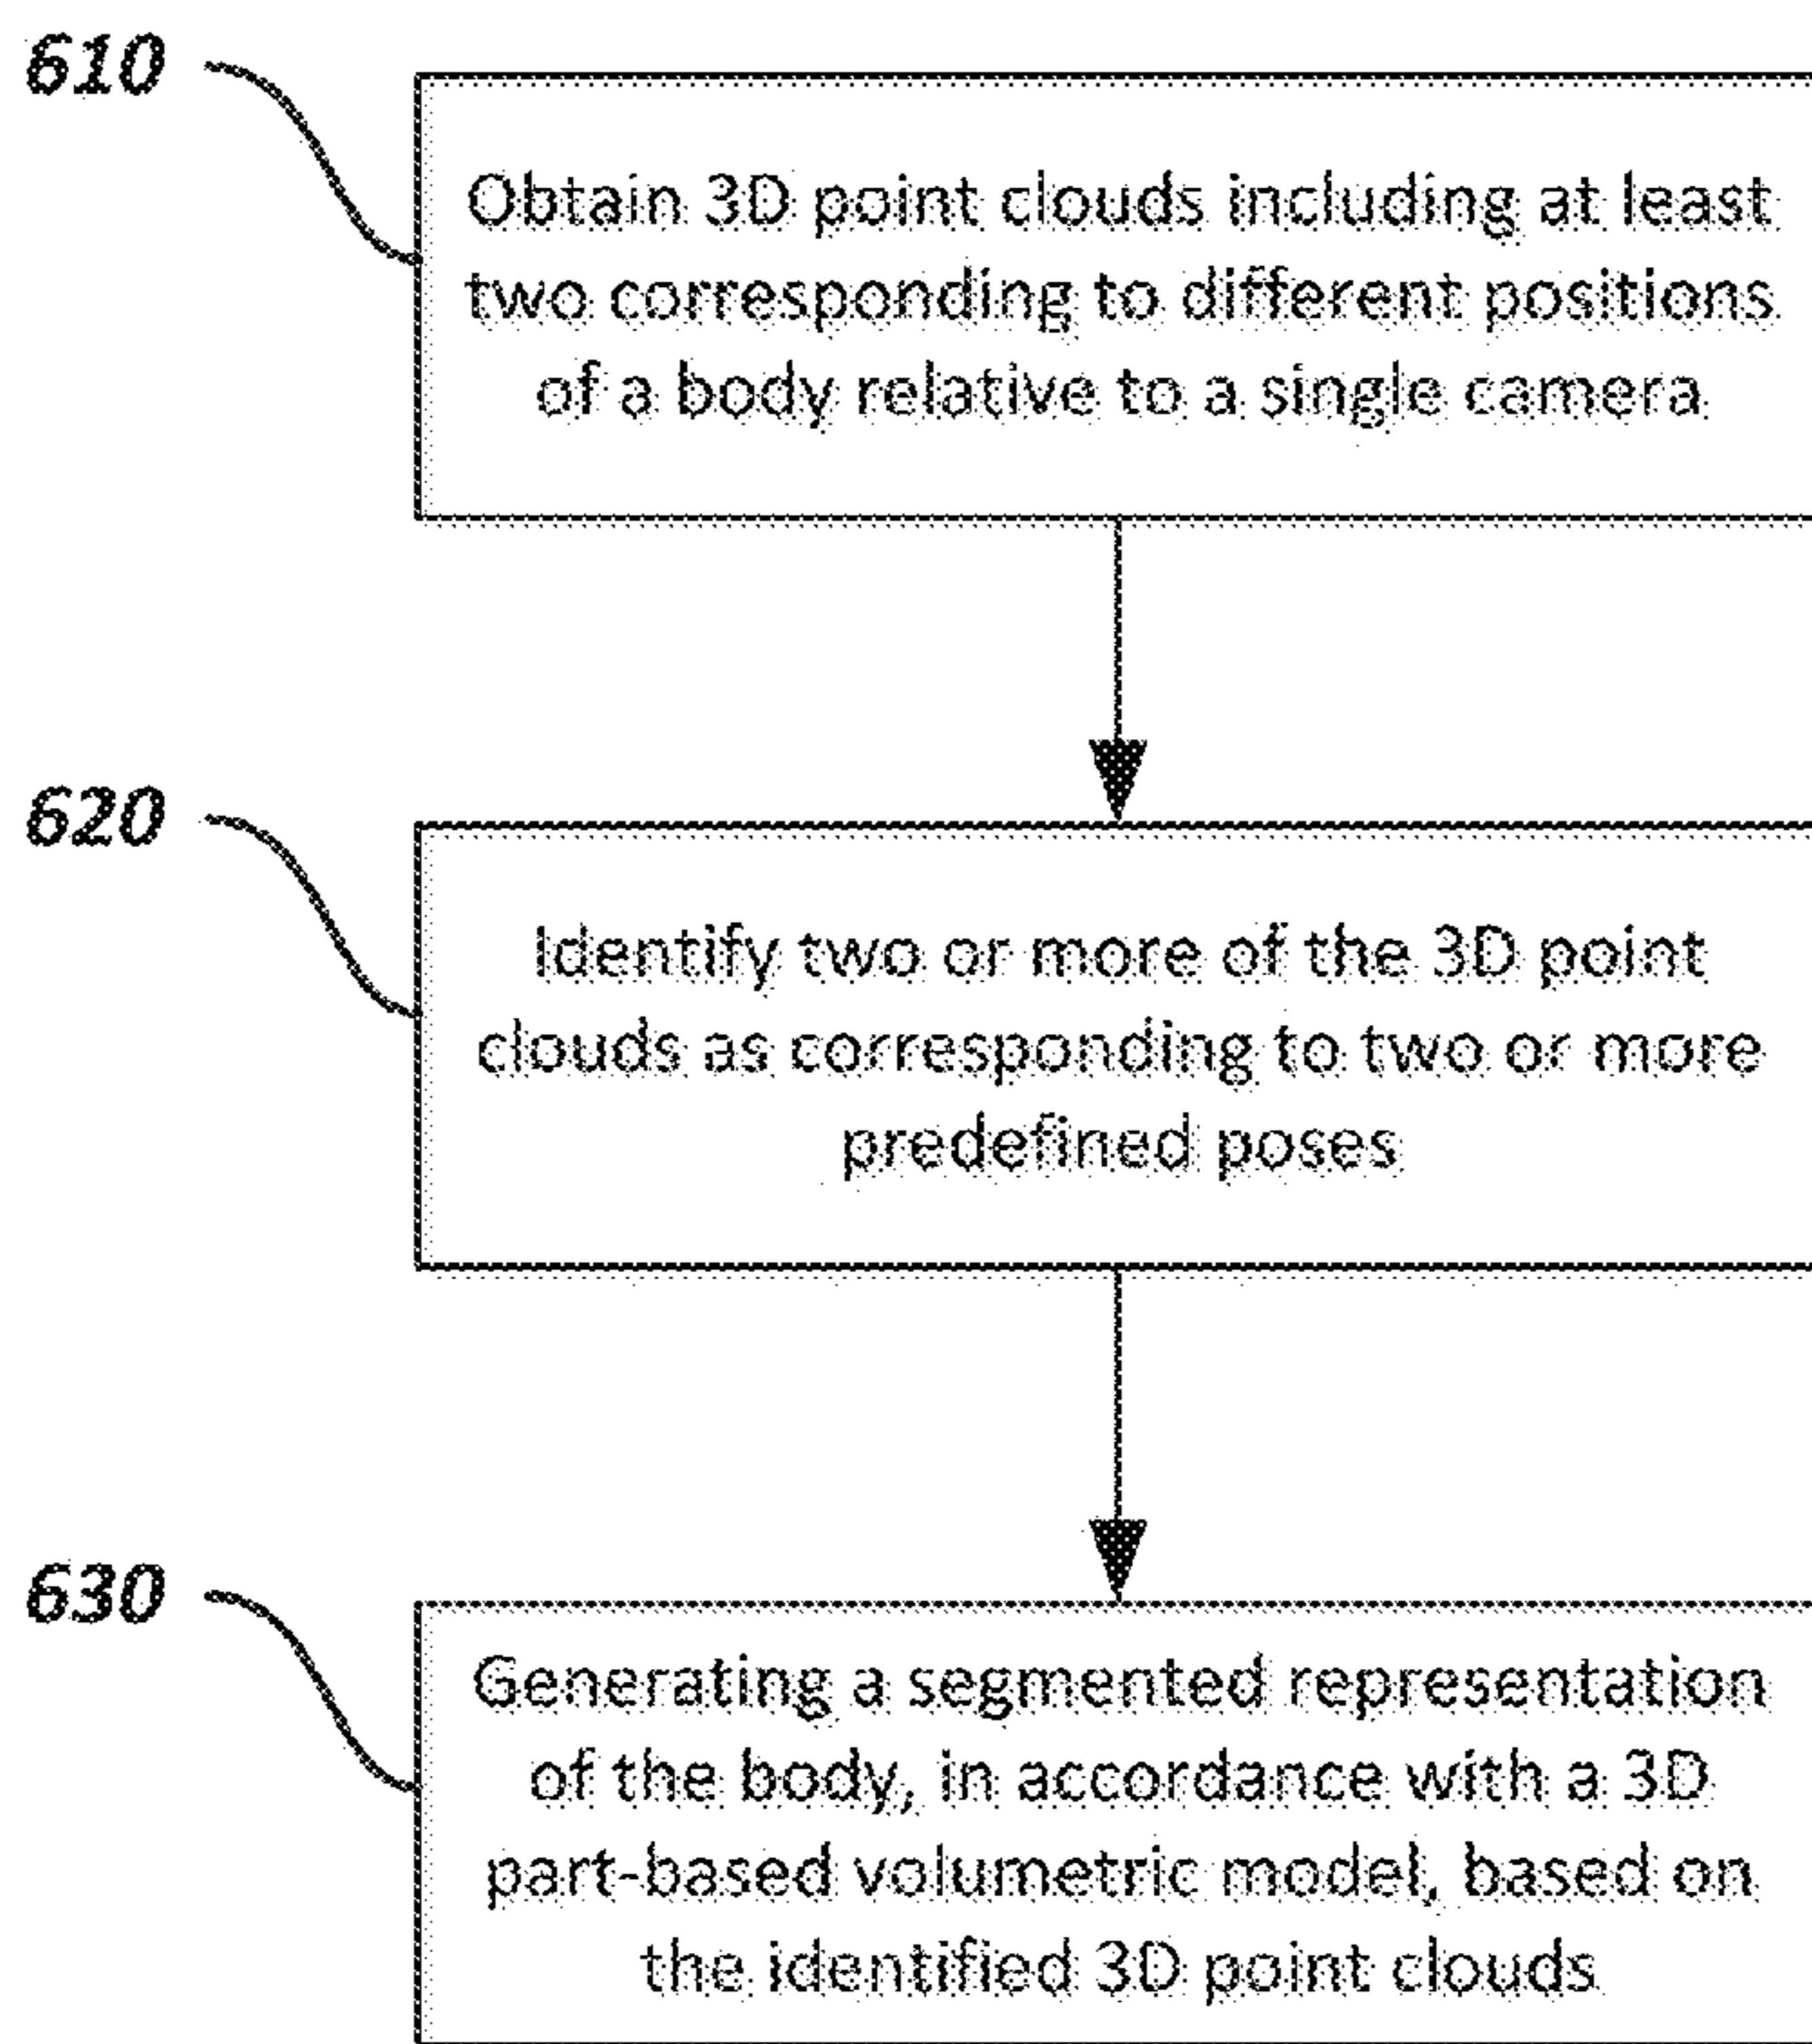 610
Obtain 3D point clouds including at least
two corresponding to different positions
of a body relative to a single camera
620
Identify two or more of the 3D point
clouds as corresponding to two or more
predefined poses
630
Generating a segmented representation
of the body, in accordance with a 3D
part-based volumetric model, based on
the identified 3D point clouds